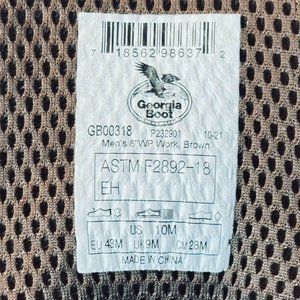 7 18562 98637 2
Georgia
Boot
GB00318 P232901 10-21
Men's 8"WP Work, Brown
ASTM F2892-18
EH
US 10M
EU 43M UK 9M CM 28M
MADE IN CHINA